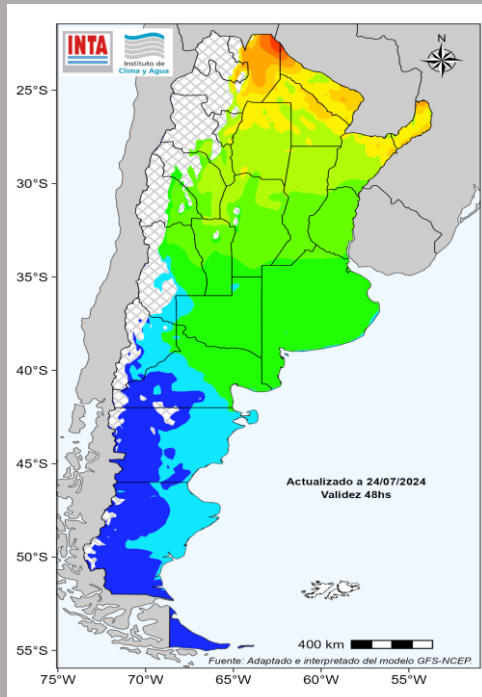 INTA
Instituto de
Clima y Agua
N
25°S
30°S
35°S
40°S
45°S
50°S
55°S
Actualizado a 24/07/2024
Validez 48hs
400 km
Fuente: Adaptado e interpretado del modelo GFS-NCEP.
75°W
70°W
65°W
60°W
55°W